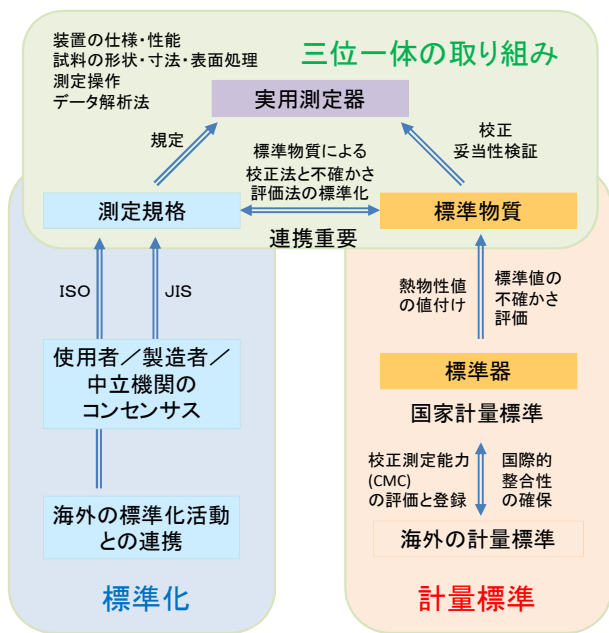 装置の仕様・性能
試料の形状・寸法・表面処理
測定操作
データ解析法
三位一体の取り組み
実用測定器
規定
標準物質による
校正法と不確かさ
評価法の標準化
校正
妥当性検証
測定規格
標準物質
連携重要
ISO
JIS
熱物性値
の値付け
標準値の
不確かさ
評価
使用者／製造者／
中立機関の
コンセンサス
標準器
国家計量標準
校正測定能力
(CMC)
の評価と登録
国際的
整合性
の確保
海外の標準化活動
との連携
海外の計量標準
標準化
計量標準